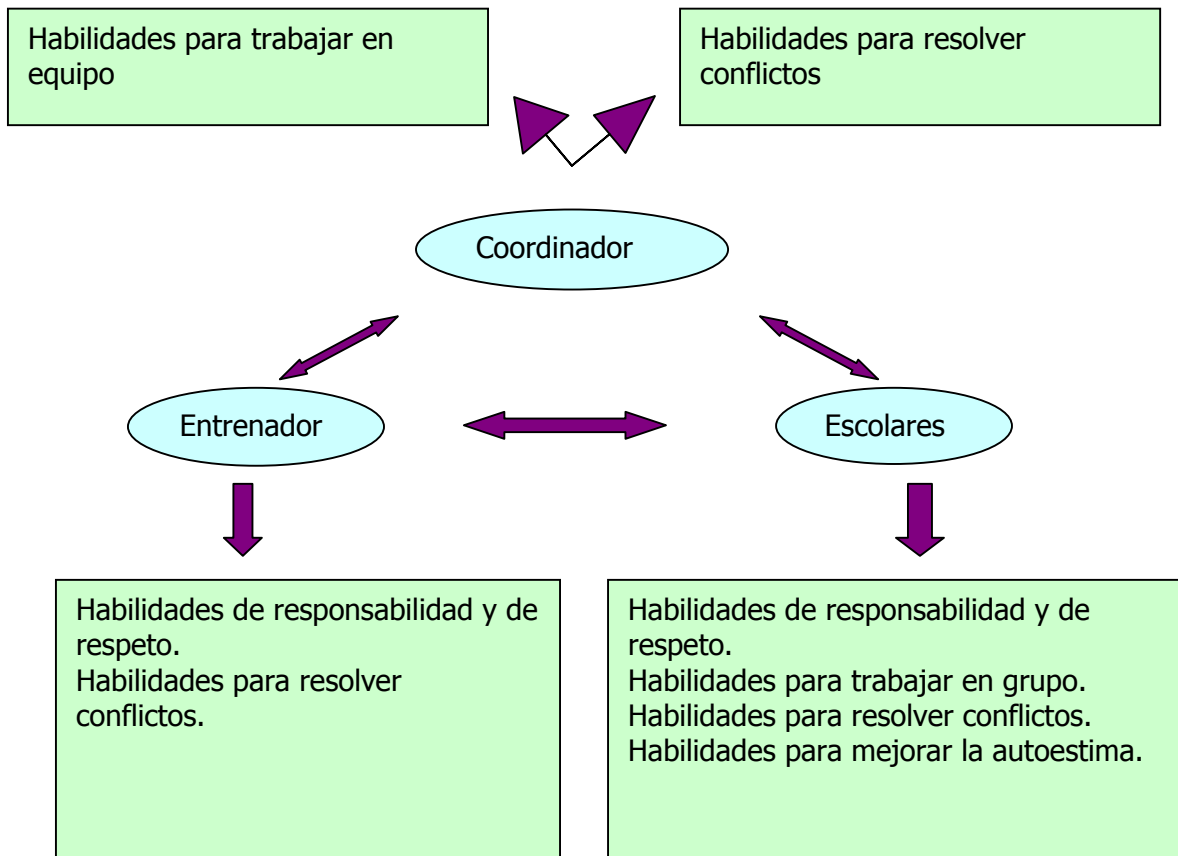 Habilidades para trabajar en
equipo
Habilidades para resolver
conflictos
Coordinador
Entrenador
Escolares
Habilidades de responsabilidad y de
respeto.
Habilidades para resolver
conflictos.
Habilidades de responsabilidad y de
respeto.
Habilidades para trabajar en grupo.
Habilidades para resolver conflictos.
Habilidades para mejorar la autoestima.